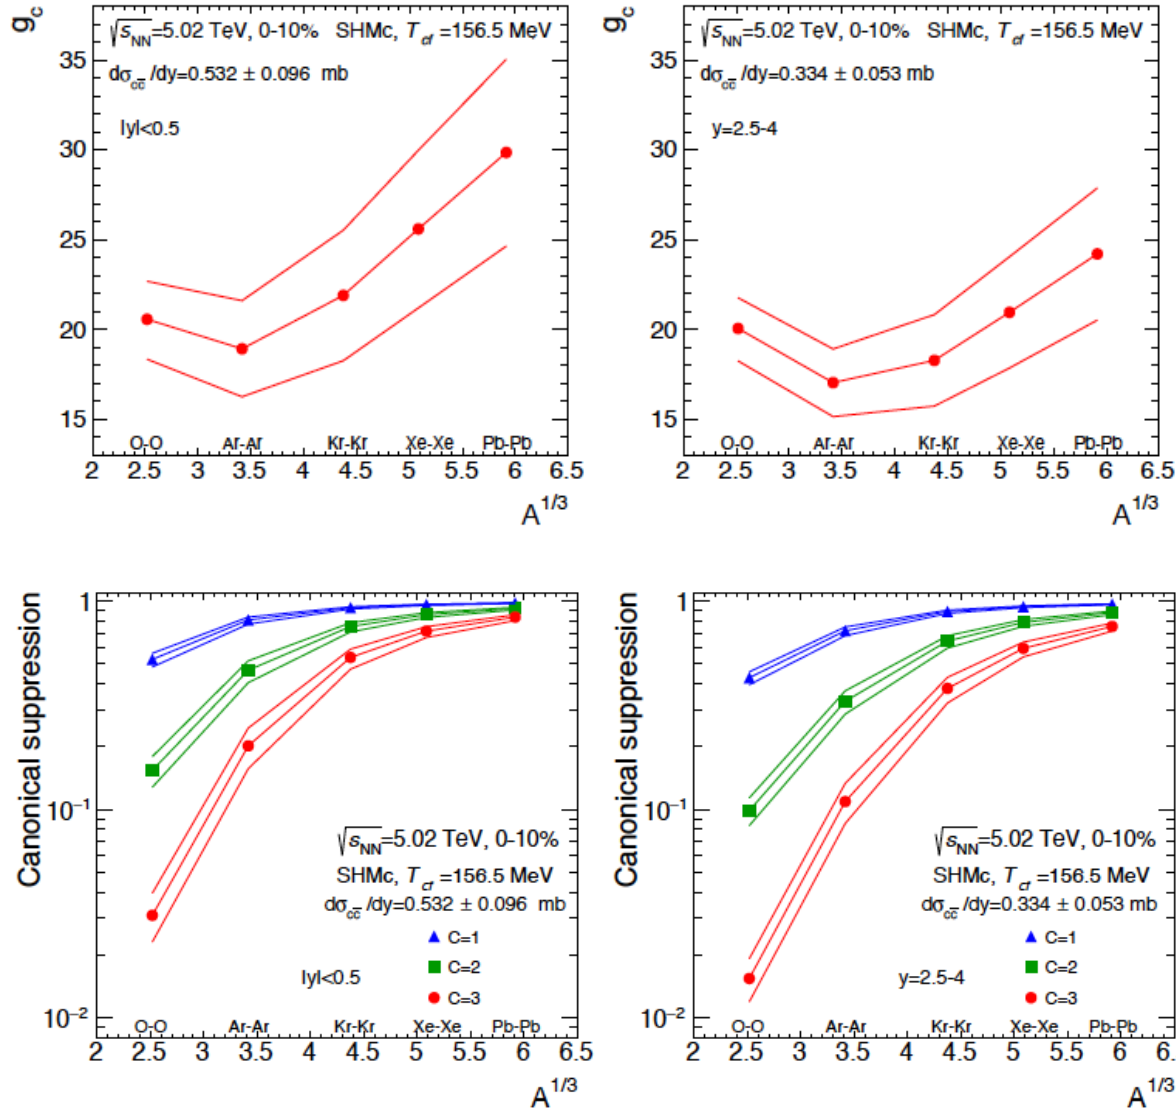 g_c
√s_NN=5.02 TeV, 0-10% SHMc, T_cf =156.5 MeV
dσ_cc̅ /dy=0.532 ± 0.096 mb
|y|<0.5
35
30
25
20
15
O-O Ar-Ar Kr-Kr Xe-Xe Pb-Pb
2 2.5 3 3.5 4 4.5 5 5.5 6 6.5
A^1/3
g_c
√s_NN=5.02 TeV, 0-10% SHMc, T_cf =156.5 MeV
dσ_cc̅ /dy=0.334 ± 0.053 mb
y=2.5-4
35
30
25
20
15
O-O Ar-Ar Kr-Kr Xe-Xe Pb-Pb
2 2.5 3 3.5 4 4.5 5 5.5 6 6.5
A^1/3
Canonical suppression
1
10^−1
10^−2
√s_NN=5.02 TeV, 0-10%
SHMc, T_cf =156.5 MeV
dσ_cc̅ /dy=0.532 ± 0.096 mb
C=1
C=2
C=3
|y|<0.5
O-O Ar-Ar Kr-Kr Xe-Xe Pb-Pb
2 2.5 3 3.5 4 4.5 5 5.5 6 6.5
A^1/3
Canonical suppression
1
10^−1
10^−2
√s_NN=5.02 TeV, 0-10%
SHMc, T_cf =156.5 MeV
dσ_cc̅ /dy=0.334 ± 0.053 mb
C=1
C=2
C=3
y=2.5-4
O-O Ar-Ar Kr-Kr Xe-Xe Pb-Pb
2 2.5 3 3.5 4 4.5 5 5.5 6 6.
A^1/3